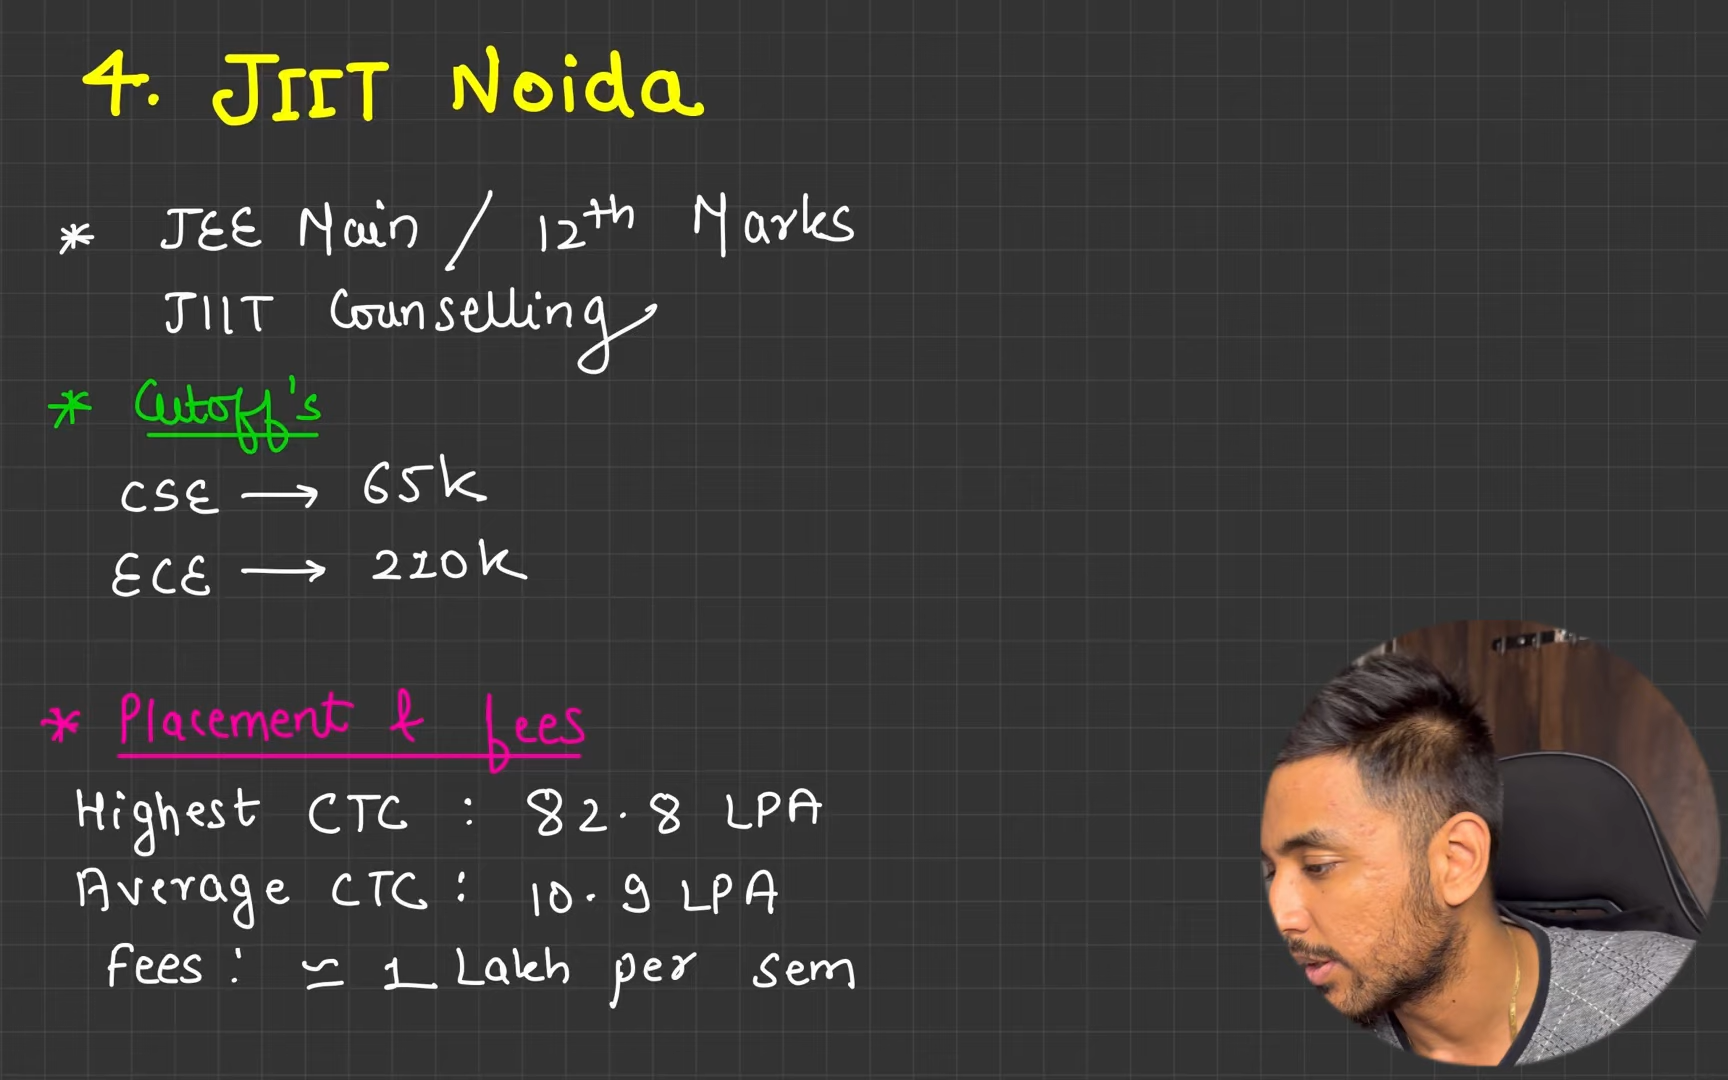 4. JIIT Noida
* JEE Main / 12th Marks
JIIT Counselling
* Cutoff's
CSE → 65k
ECE → 210k
* Placement & fees
Highest CTC : 82.8 LPA
Average CTC : 10.9 LPA
fees : ≃ 1 Lakh per sem